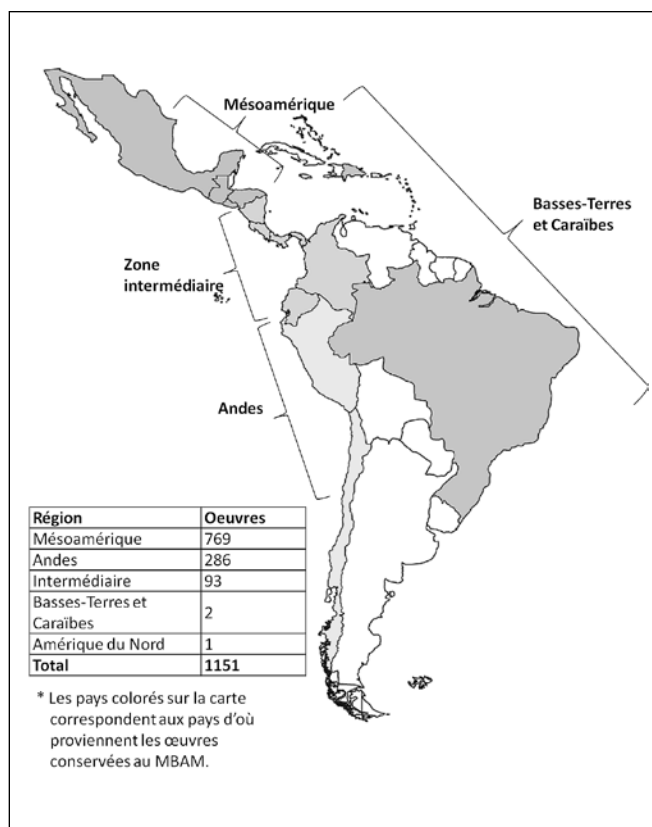 Mésoamérique
Basses-Terres
et Caraïbes
Zone
intermédiaire
Andes
Région Oeuvres
Mésoamérique 769
Andes 286
Intermédiaire 93
Basses-Terres et
Caraïbes 2
Amérique du Nord 1
Total 1151
* Les pays colorés sur la carte
correspondent aux pays d'où
proviennent les œuvres
conservées au MBAM.